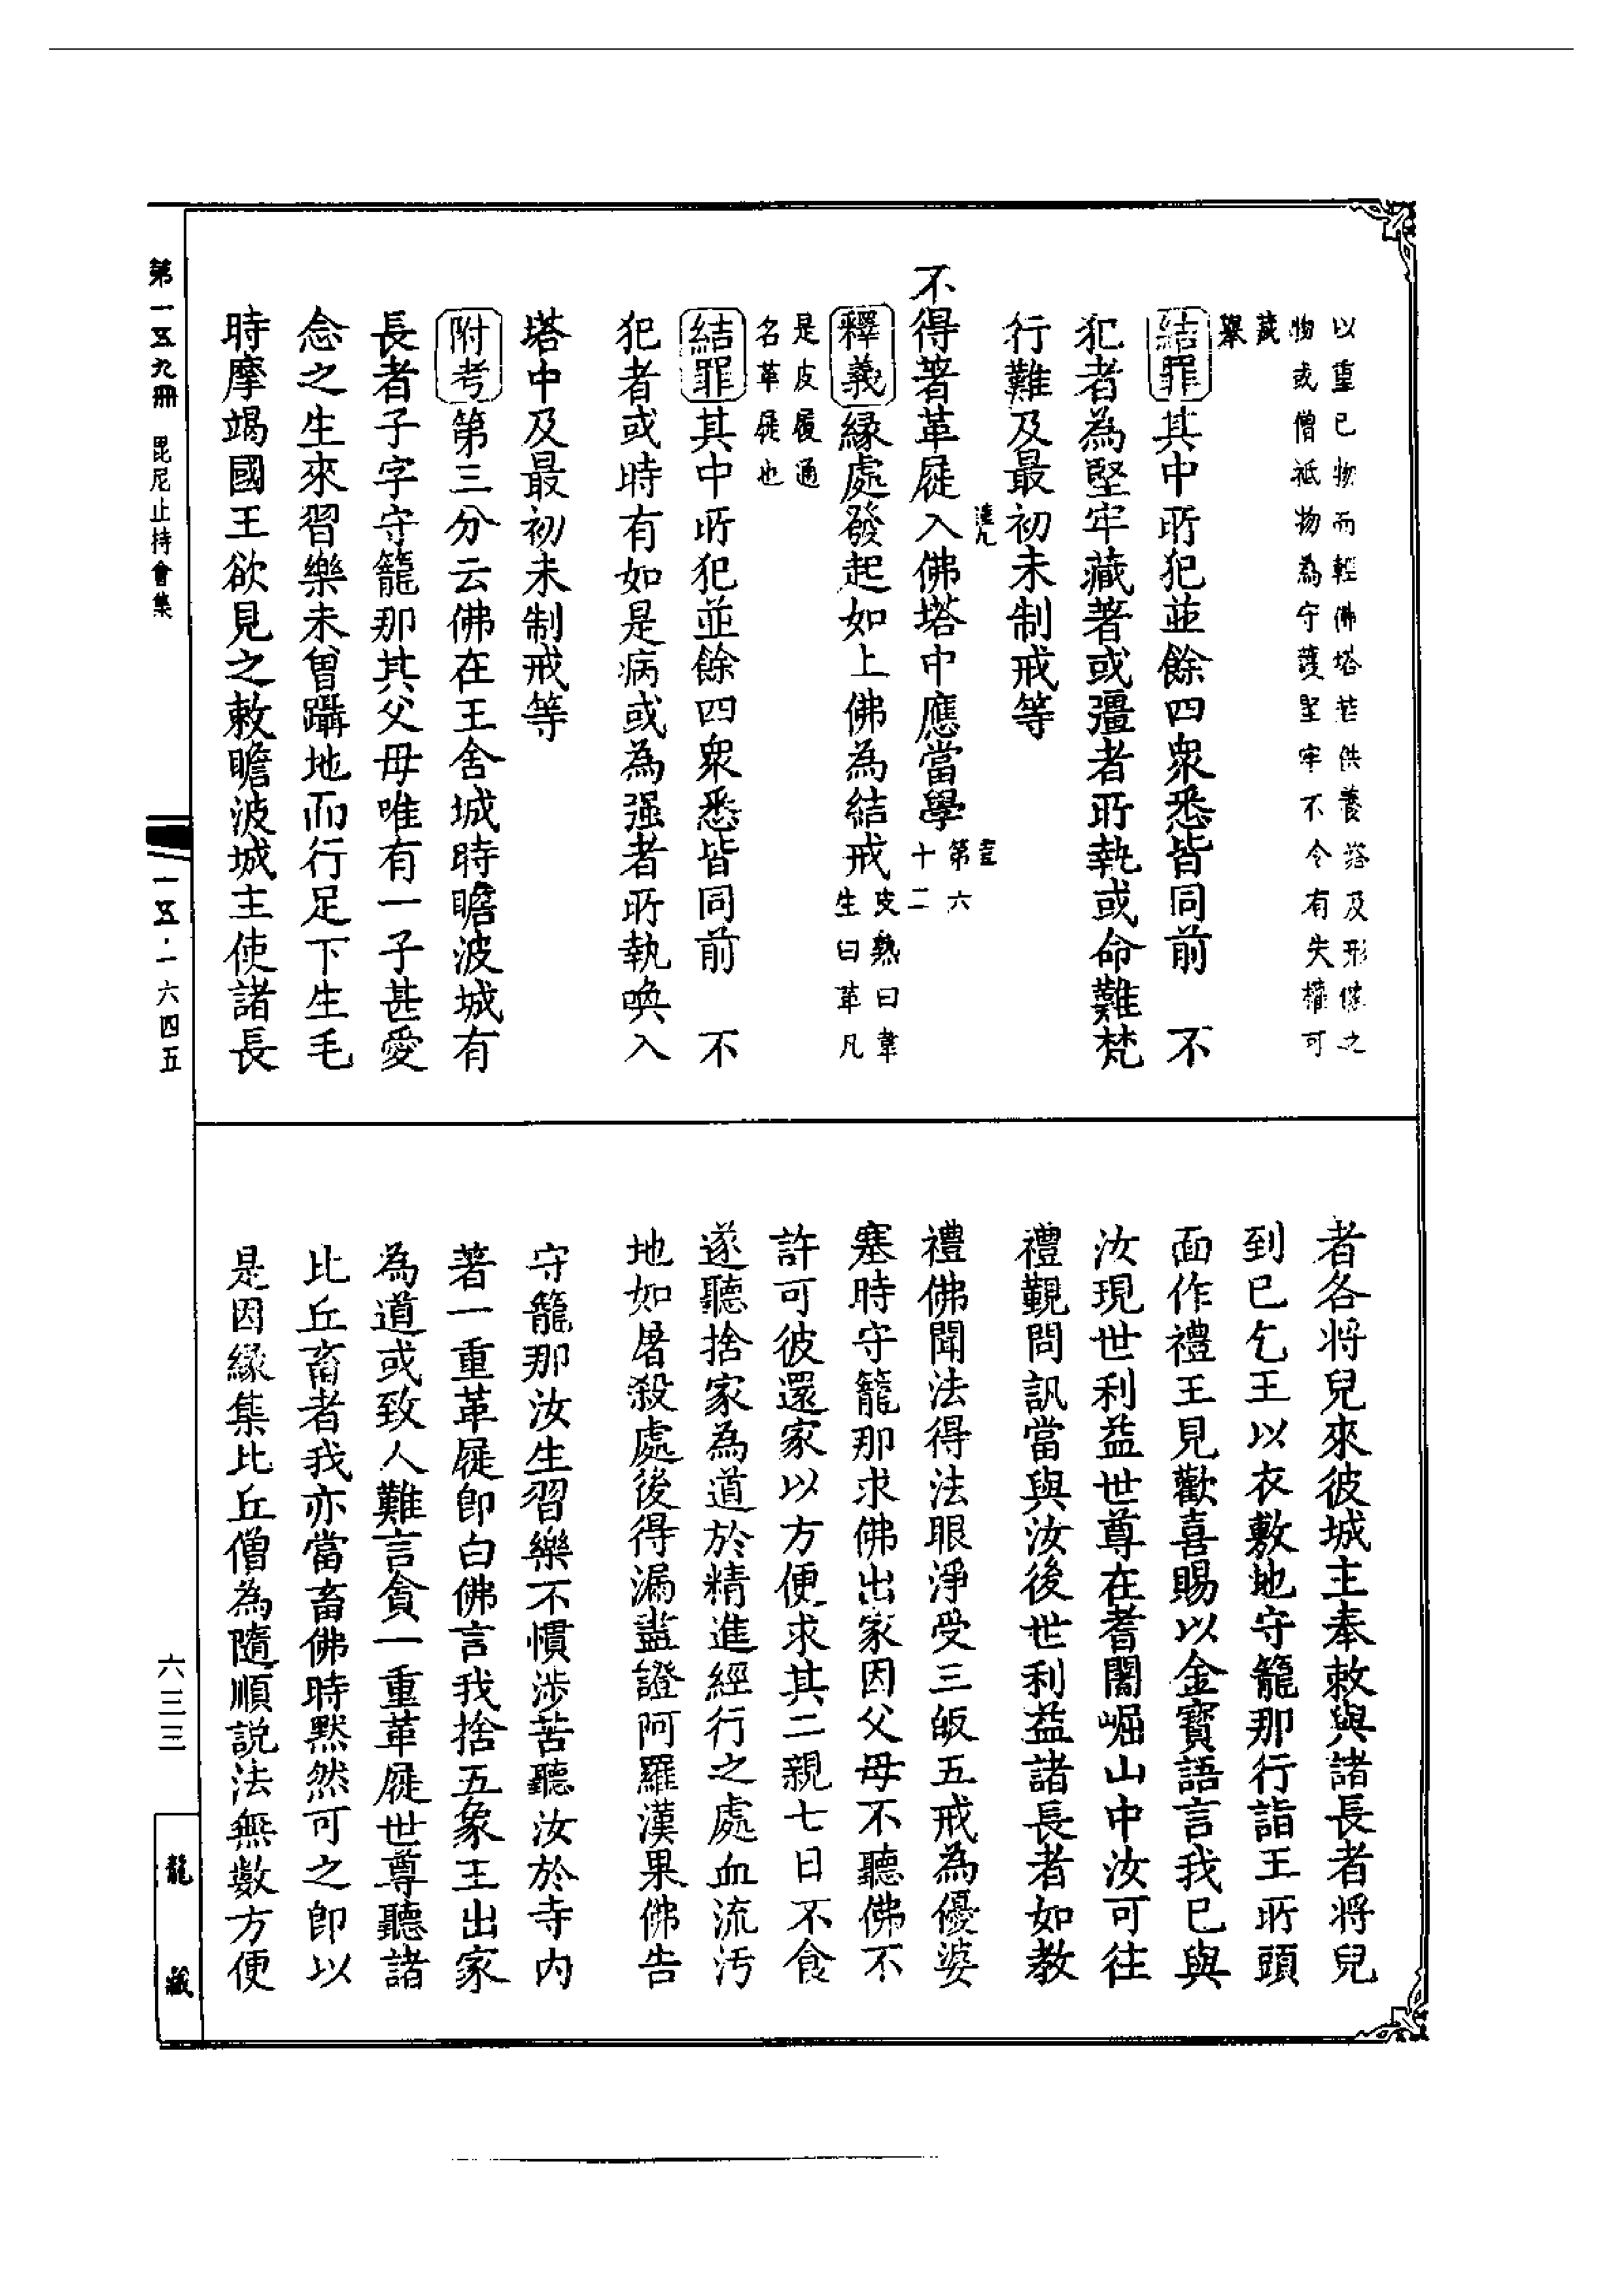 以重已物而輕佛塔若供養浴及形像之
物或僧祇物為守護堅牢不令有失權可
藏
舉
結罪其中所犯並餘四衆悉皆同前 不
犯者為堅牢藏著或彊者所執或命難梵
行難及最初未制戒等
不得著革屣入佛塔中應當學第六
十二
釋義緣處發起如上佛為結戒皮熟曰韋
生曰革凡
是皮履通
名革屣也
結罪其中所犯並餘四衆悉皆同前 不
犯者或時有如是病或為强者所執喚入
塔中及最初未制戒等
附考第三分云佛在王舍城時瞻波城有
長者子字守籠那其父母唯有一子甚愛
念之生來習樂未曾躡地而行足下生毛
時摩竭國王欲見之敕瞻波城主使諸長
者各將兒來彼城主奉敕與諸長者將兒
到已乞王以衣敷地守籠那行詣王所頭
面作禮王見歡喜賜以金寶語言我已與
汝現世利益世尊在耆闍崛山中汝可往
禮覲問訊當與汝後世利益諸長者如教
禮佛聞法得法眼淨受三皈五戒為優婆
塞時守籠那求佛出家因父母不聽佛不
許可彼還家以方便求其二親七日不食
遂聽捨家為道於精進經行之處血流污
地如屠殺處後得漏盡證阿羅漢果佛告
守籠那汝生習樂不慣涉苦聽汝於寺內
著一重革屣即白佛言我捨五象王出家
為道或致人難言貪一重革屣世尊聽諸
比丘畜者我亦當畜佛時默然可之即以
是因緣集比丘僧為隨順說法無數方便
第一五九冊 毘尼止持會集
一五·一六四五
六三三
龍藏